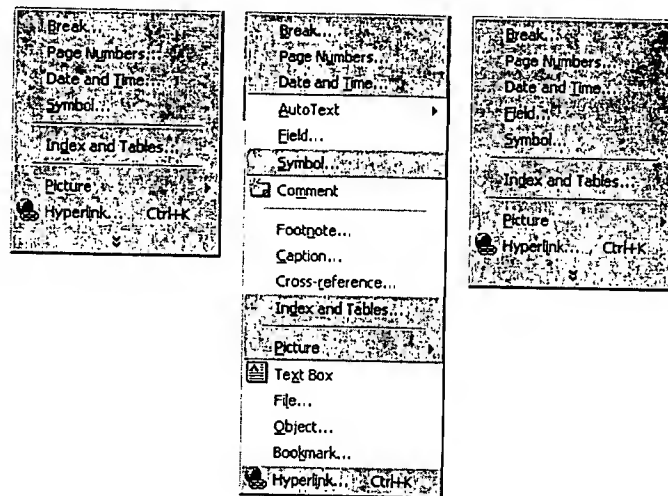 Break...
Page Numbers...
Date and Time...
Symbol...
Index and Tables...
Picture
Hyperlink... Ctrl+K
Break...
Page Numbers...
Date and Time...
AutoText
Field...
Symbol...
Comment
Footnote...
Caption...
Cross-reference...
Index and Tables...
Picture
Text Box
File...
Object...
Bookmark...
Hyperlink... Ctrl+K
Break...
Page Numbers...
Date and Time...
Field...
Symbol...
Index and Tables...
Picture
Hyperlink... Ctrl+K